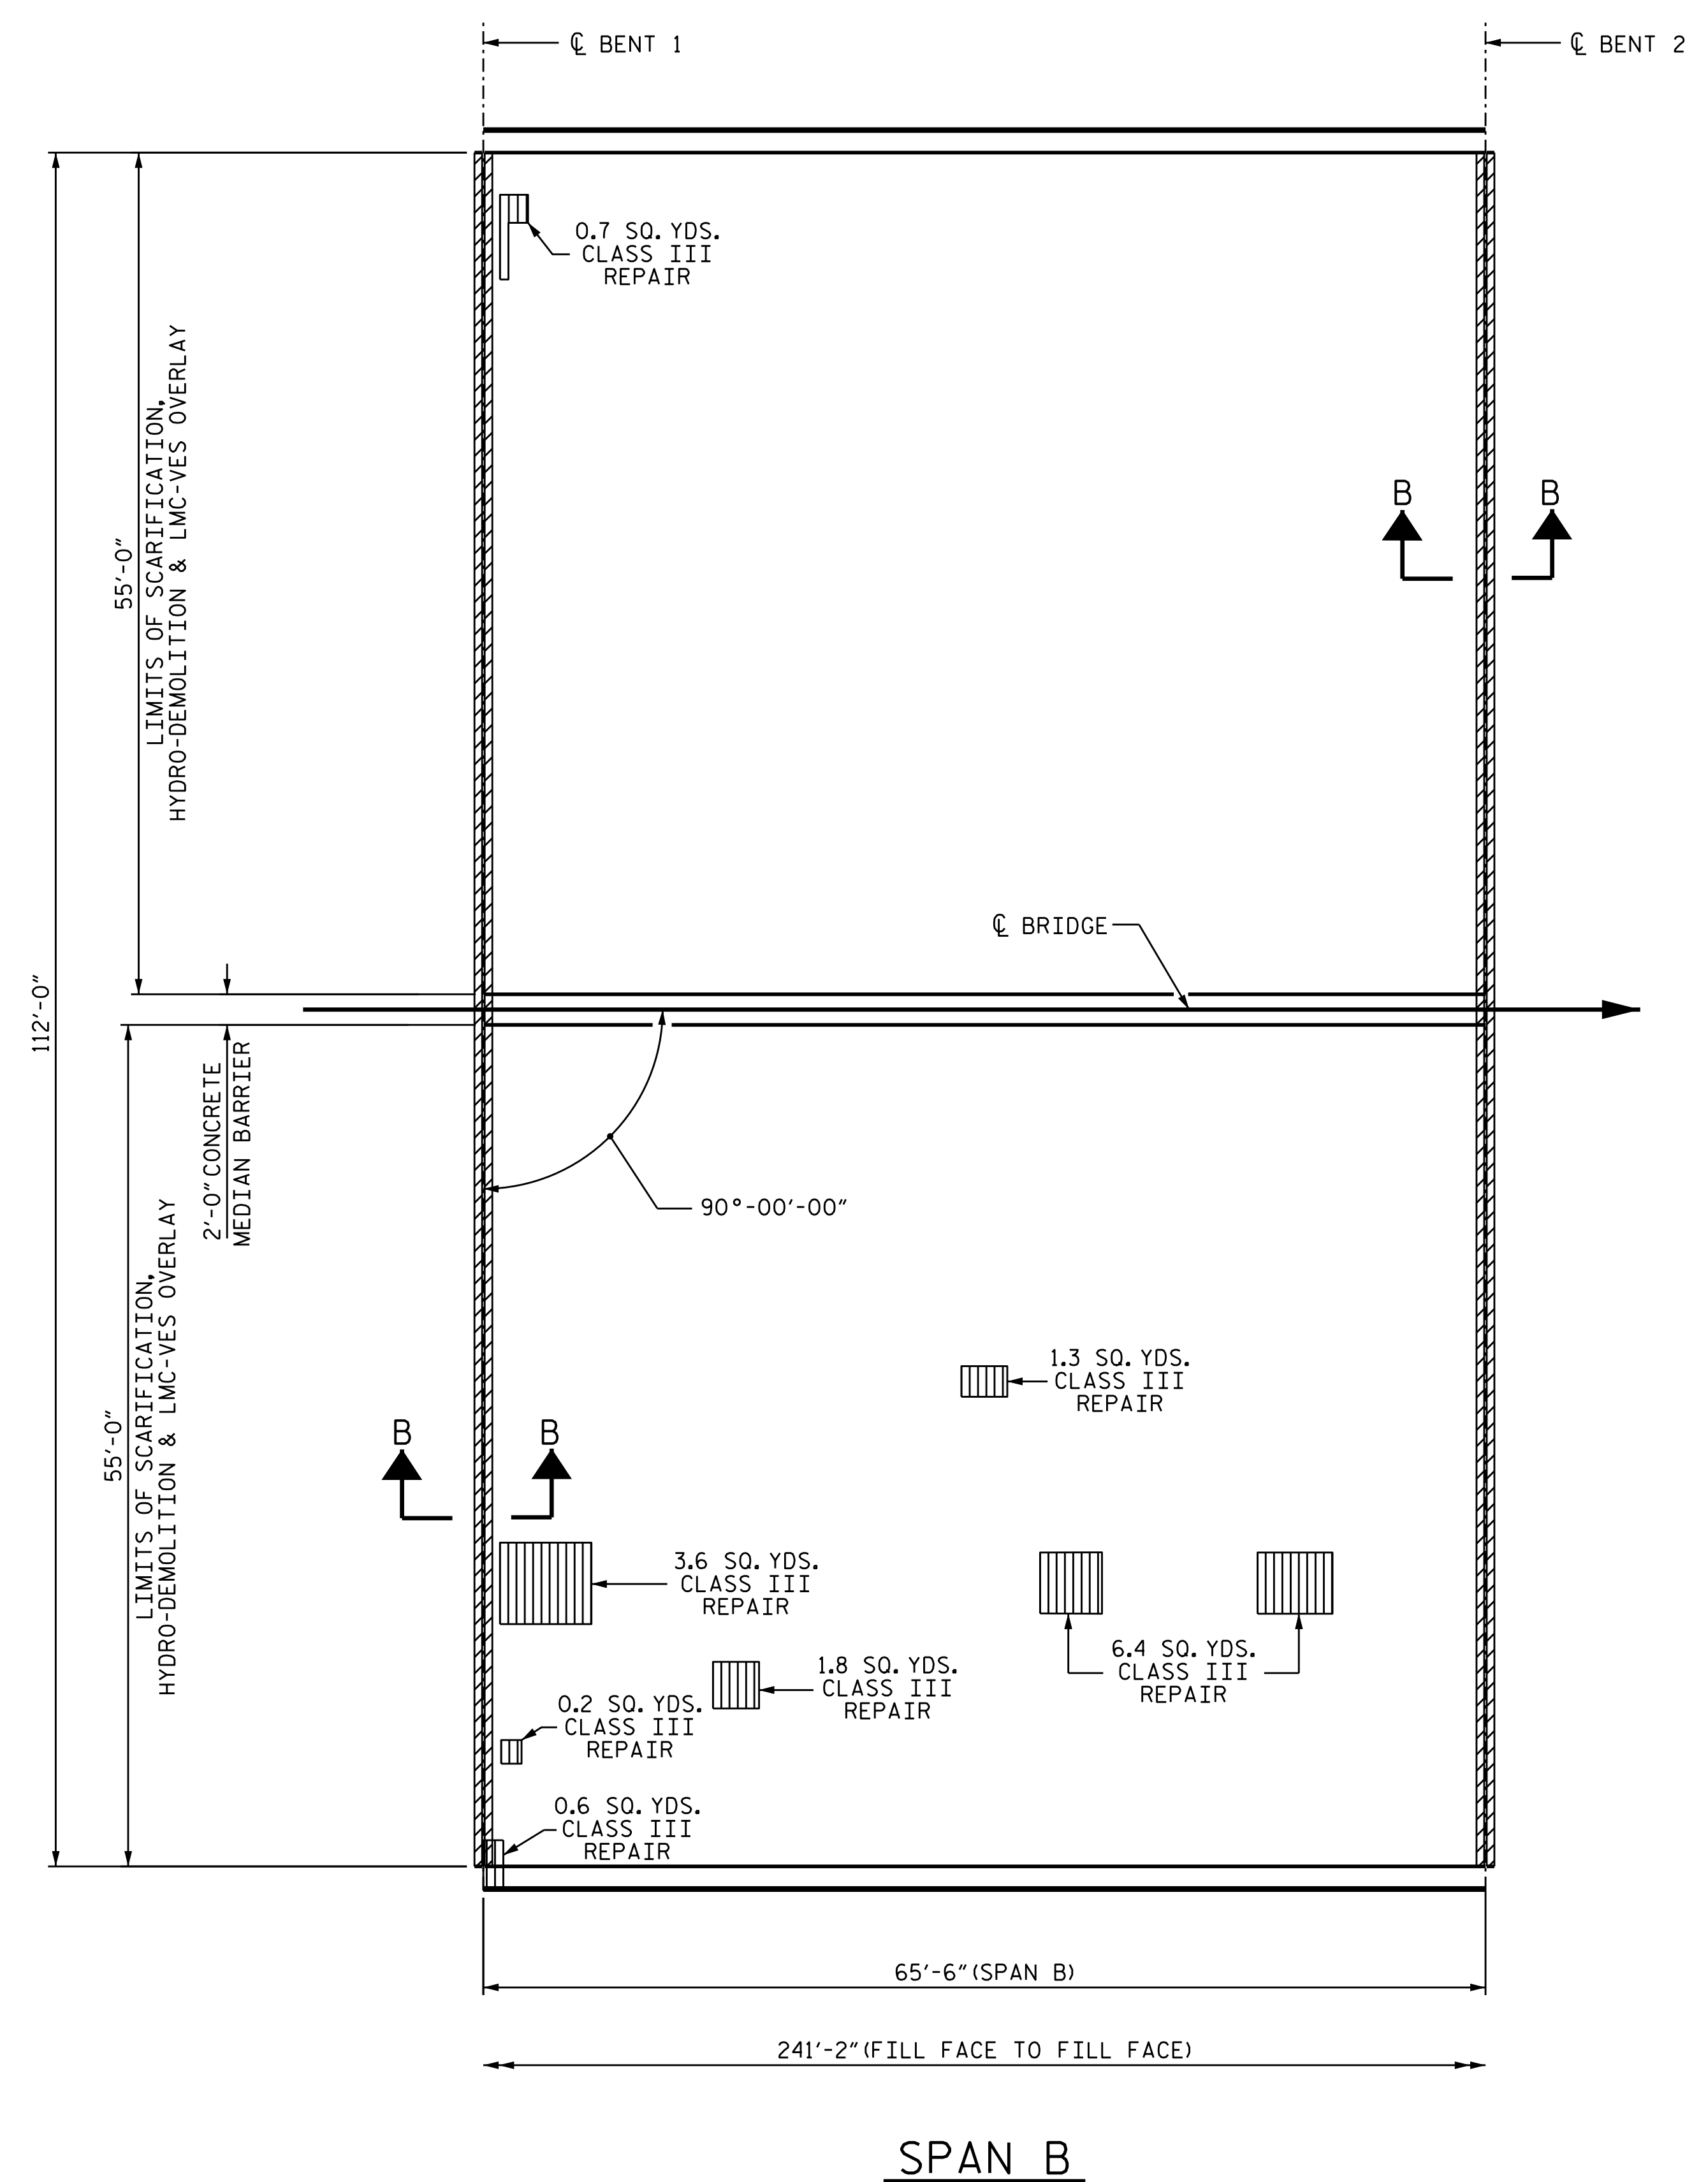 ℄ BENT 1
℄ BENT 2
0.7 SQ. YDS.
CLASS III
REPAIR
55'-0"
LIMITS OF SCARIFICATION,
HYDRO-DEMOLITION & LMC-VES OVERLAY
B
B
℄ BRIDGE
112'-0"
2'-0" CONCRETE
MEDIAN BARRIER
90°-00'-00"
55'-0"
LIMITS OF SCARIFICATION,
HYDRO-DEMOLITION & LMC-VES OVERLAY
1.3 SQ. YDS.
CLASS III
REPAIR
B
B
3.6 SQ. YDS.
CLASS III
REPAIR
6.4 SQ. YDS.
CLASS III
REPAIR
1.8 SQ. YDS.
CLASS III
REPAIR
0.2 SQ. YDS.
CLASS III
REPAIR
0.6 SQ. YDS.
CLASS III
REPAIR
65'-6" (SPAN B)
241'-2" (FILL FACE TO FILL FACE)
SPAN B